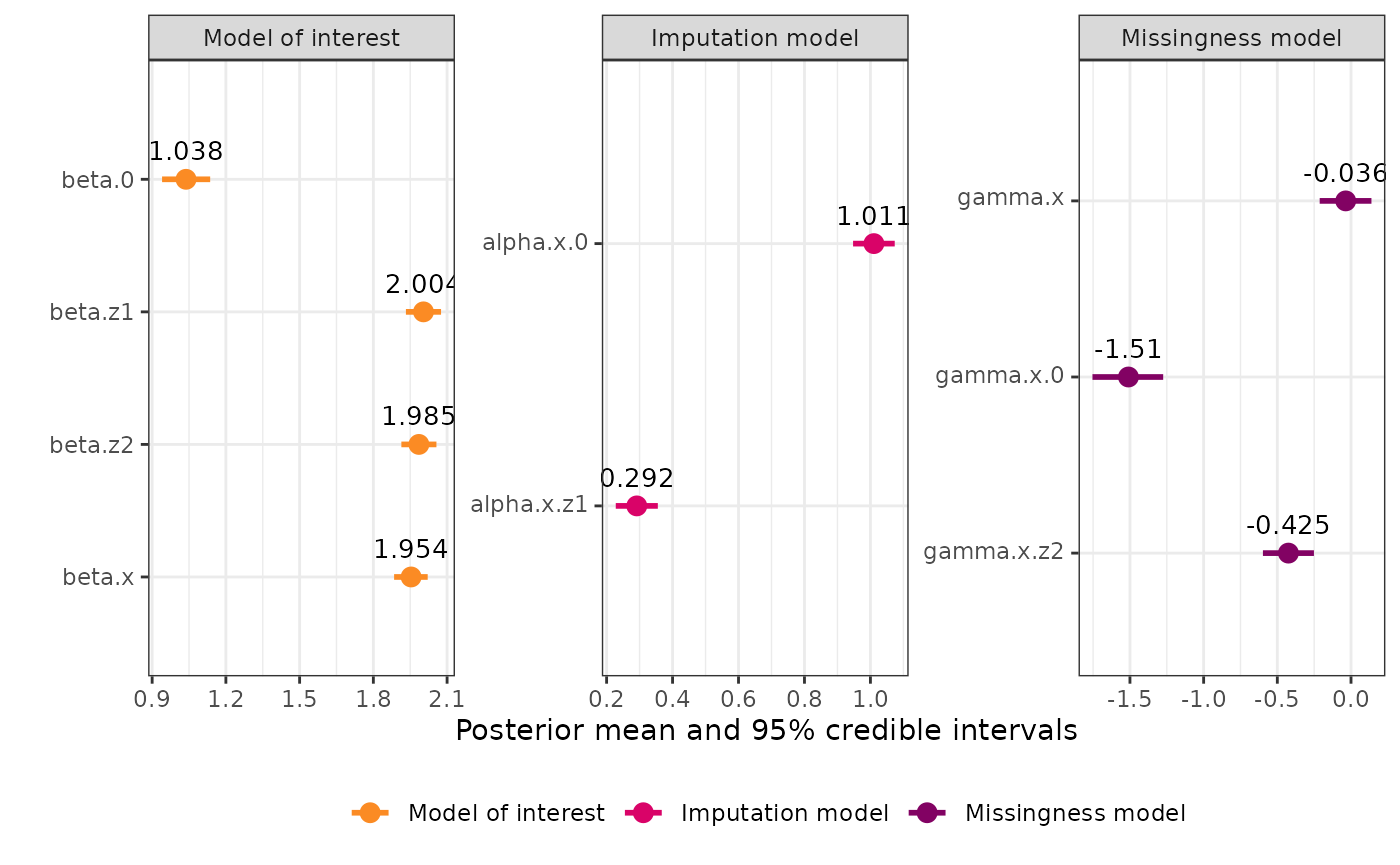 Model of interest
Imputation model
Missingness model
1.038
beta.0
2.004
beta.z1
1.985
beta.z2
1.954
beta.x
0.9 1.2 1.5 1.8 2.1
1.011
alpha.x.0
0.292
alpha.x.z1
0.2 0.4 0.6 0.8 1.0
-0.036
gamma.x
-1.51
gamma.x.0
-0.425
gamma.x.z2
-1.5 -1.0 -0.5 0.0
Posterior mean and 95% credible intervals
Model of interest Imputation model Missingness model